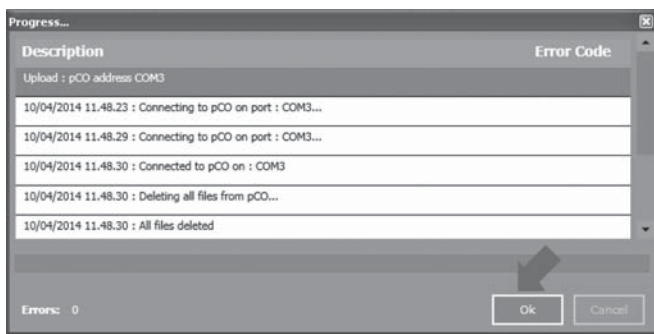 Progress...
Description Error Code
Upload : pCO address COM3
10/04/2014 11.48.23 : Connecting to pCO on port : COM3...
10/04/2014 11.48.29 : Connecting to pCO on port : COM3...
10/04/2014 11.48.30 : Connected to pCO on : COM3
10/04/2014 11.48.30 : Deleting all files from pCO...
10/04/2014 11.48.30 : All files deleted
Errors: 0
Ok Cancel